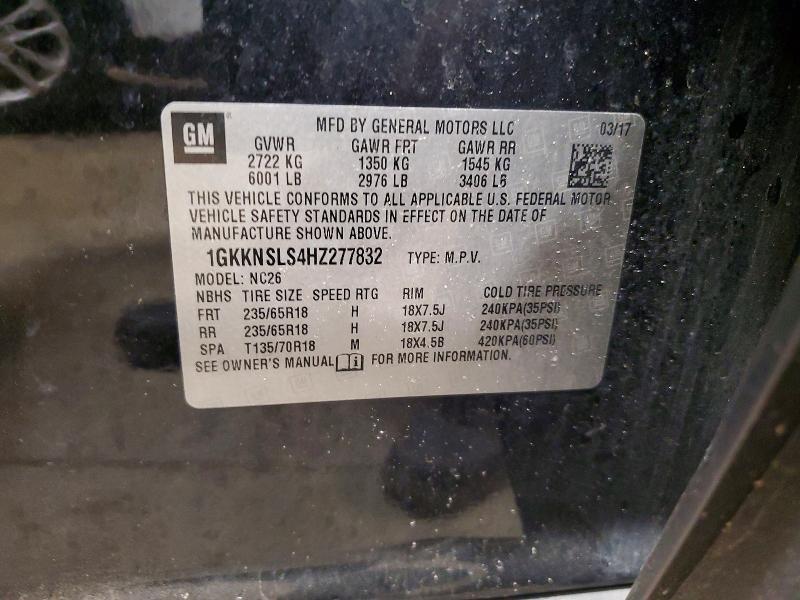 GM
MFD BY GENERAL MOTORS LLC 03/17
GVWR GAWR FRT GAWR RR
2722 KG 1350 KG 1545 KG
6001 LB 2976 LB 3406 LB
THIS VEHICLE CONFORMS TO ALL APPLICABLE U.S. FEDERAL MOTOR
VEHICLE SAFETY STANDARDS IN EFFECT ON THE DATE OF
MANUFACTURE SHOWN ABOVE.
1GKKNSLS4HZ277832 TYPE: M.P.V.
MODEL: NC26
NBHS TIRE SIZE SPEED RTG RIM COLD TIRE PRESSURE
FRT 235/65R18 H 18X7.5J 240KPA(35PSI)
RR 235/65R18 H 18X7.5J 240KPA(35PSI)
SPA T135/70R18 M 18X4.5B 420KPA(60PSI)
SEE OWNER'S MANUAL FOR MORE INFORMATION.